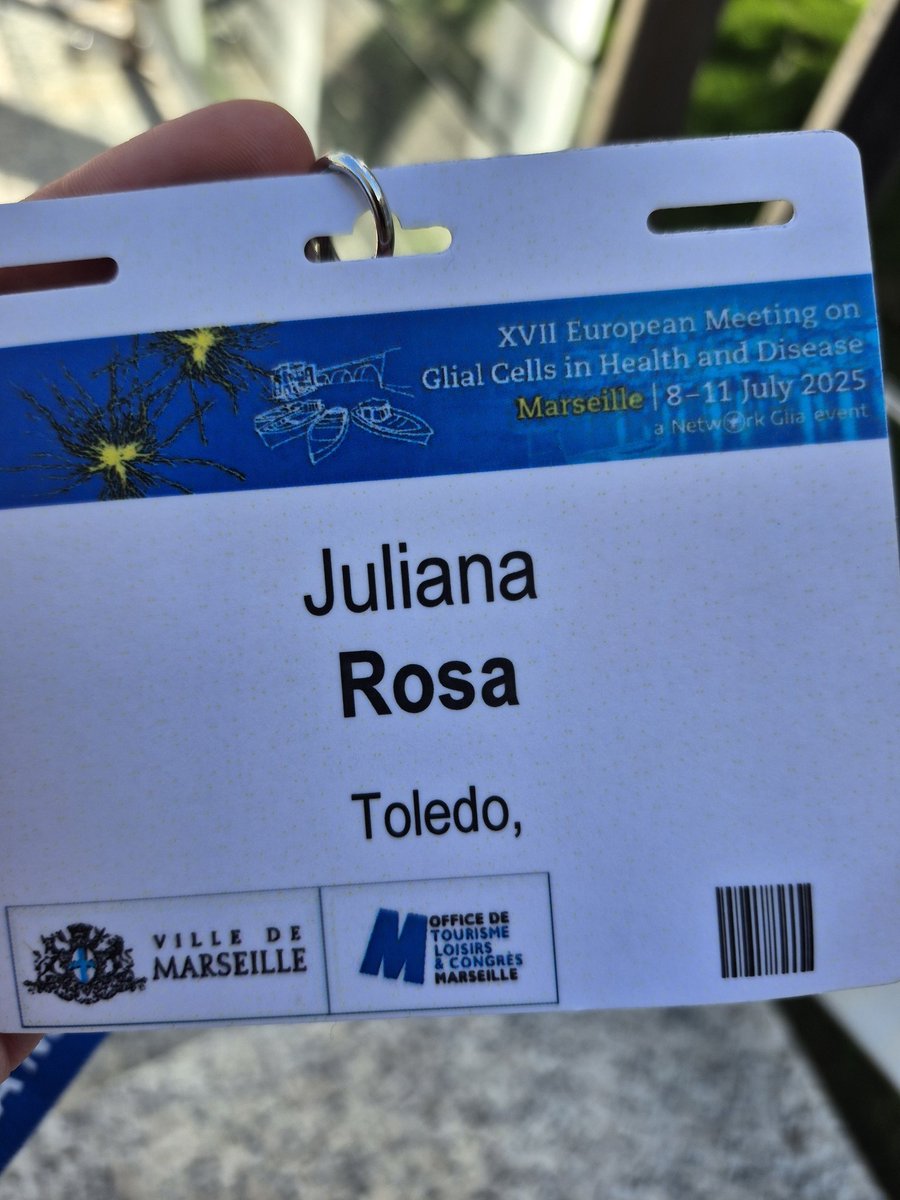 XVII European Meeting on
Glial Cells in Health and Disease
Marseille | 8–11 July 2025
a Network Glia event
Juliana
Rosa
Toledo,
VILLE DE
MARSEILLE
M
OFFICE DE
TOURISME
LOISIRS
& CONGRÈS
MARSEILLE